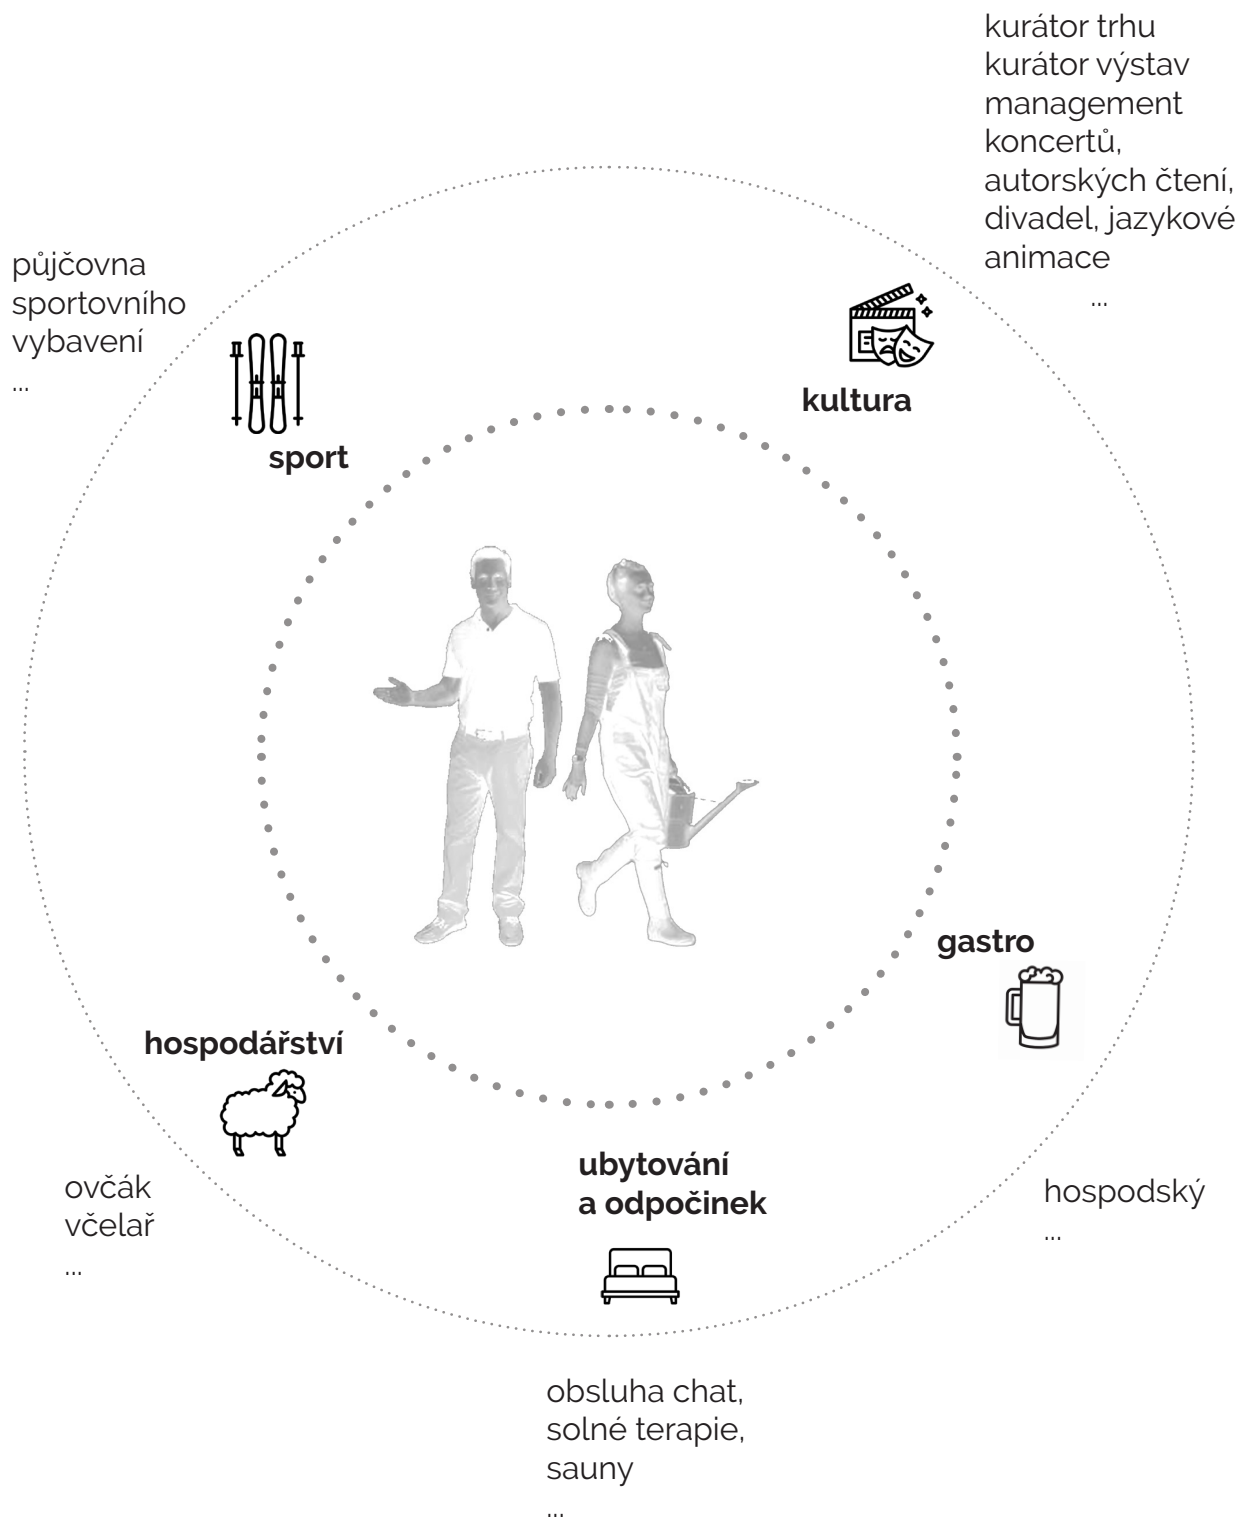 kurátor trhu
kurátor výstav
management
koncertů,
autorských čtení,
divadel, jazykové
animace
...
půjčovna
sportovního
vybavení
...
kultura
sport
gastro
hospodářství
ubytování
a odpočinek
ovčák
včelař
...
hospodský
...
obsluha chat,
solné terapie,
sauny
...